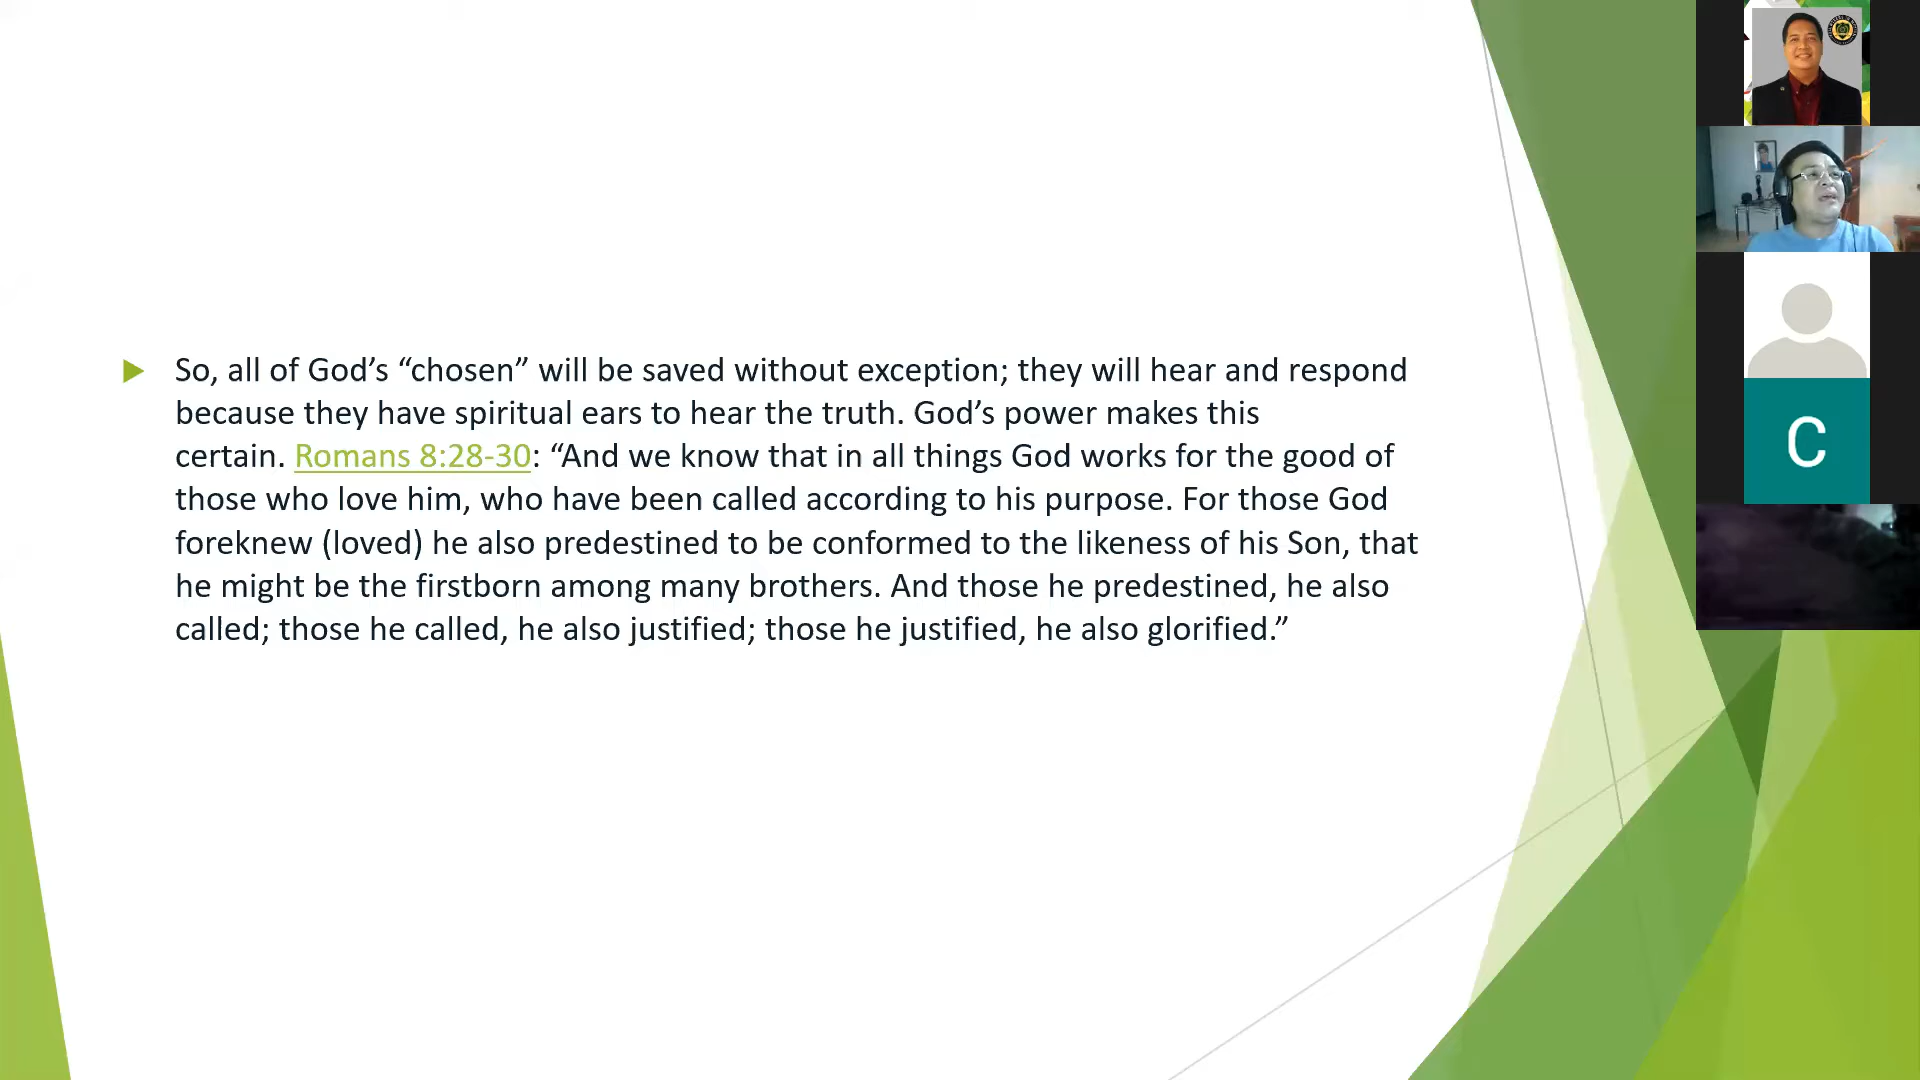 So, all of God’s “chosen” will be saved without exception; they will hear and respond
because they have spiritual ears to hear the truth. God’s power makes this
certain. Romans 8:28-30: “And we know that in all things God works for the good of
those who love him, who have been called according to his purpose. For those God
foreknew (loved) he also predestined to be conformed to the likeness of his Son, that
he might be the firstborn among many brothers. And those he predestined, he also
called; those he called, he also justified; those he justified, he also glorified.”
C